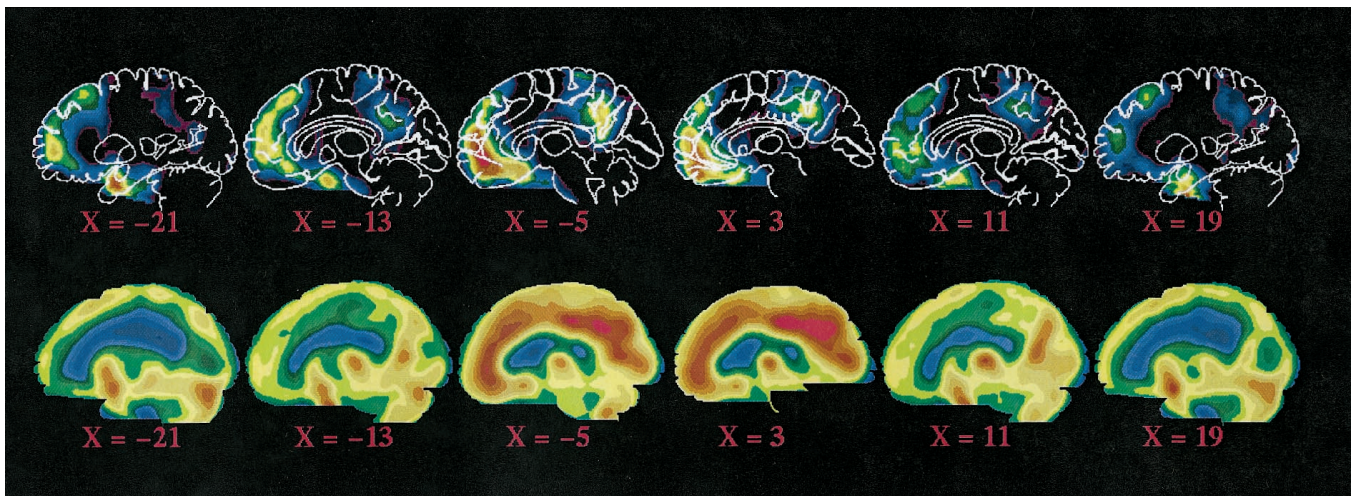 X = −21 X = −13 X = −5 X = 3 X = 11 X = 19
X = −21 X = −13 X = −5 X = 3 X = 11 X = 19